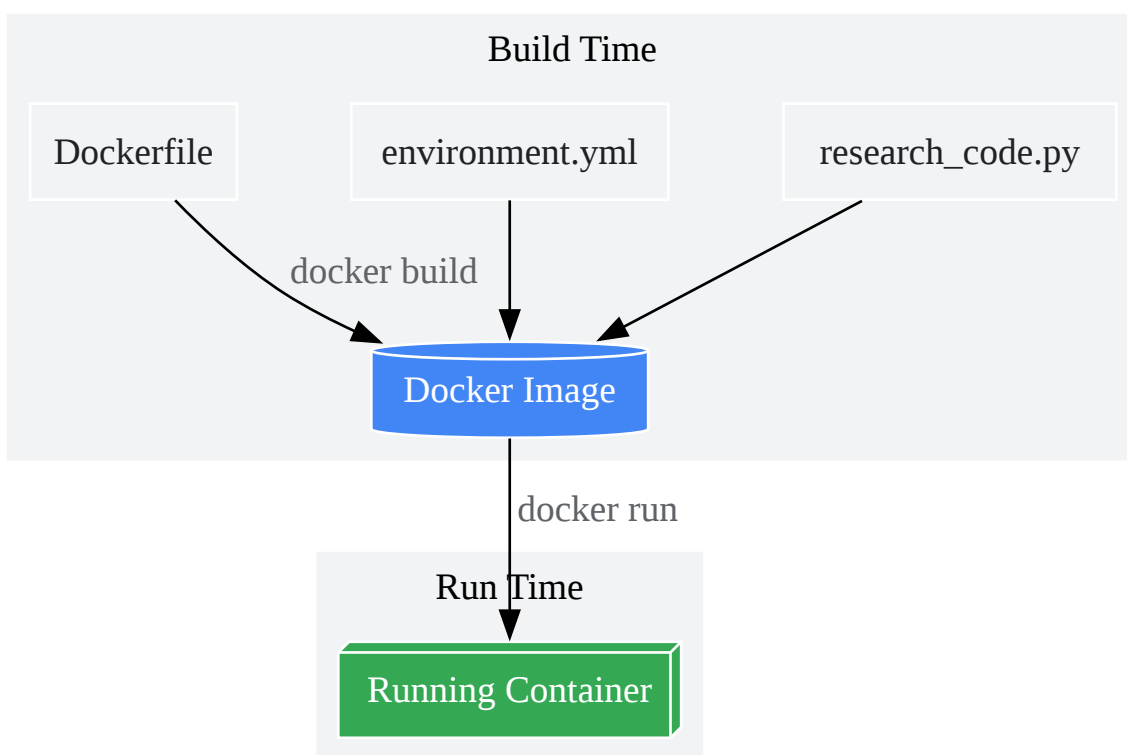 Build Time
Dockerfile
environment.yml
research_code.py
docker build
Docker Image
docker run
Run Time
Running Container